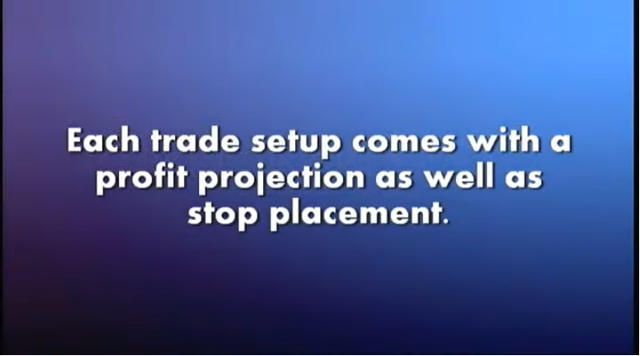 Each trade setup comes with a
profit projection as well as
stop placement.